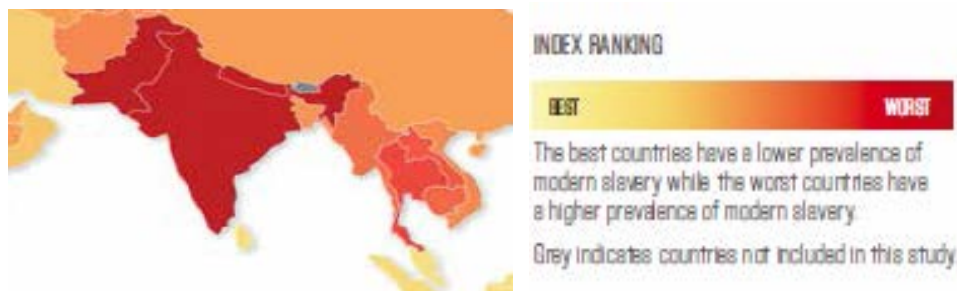 INDEX RANKING
BEST
WORST
The best countries have a lower prevalence of
modern slavery while the worst countries have
a higher prevalence of modern slavery.
Grey indicates countries not included in this study